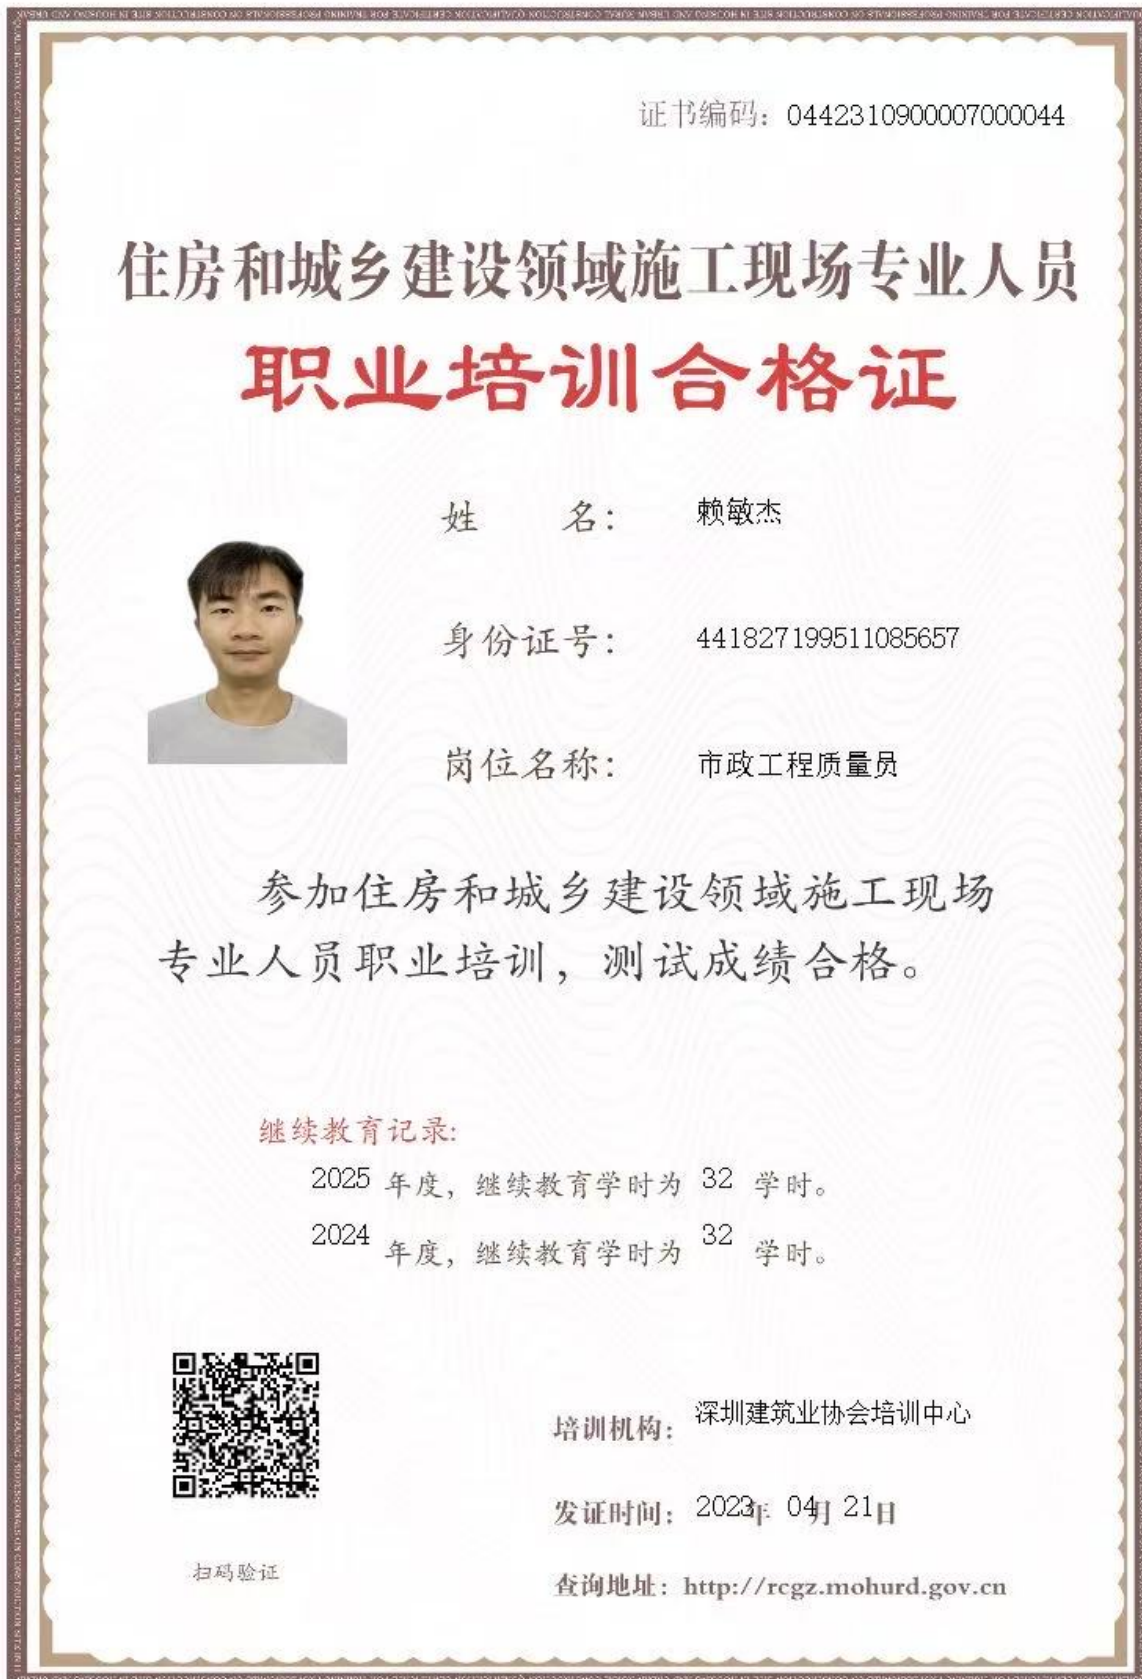 证书编码：0442310900007000044
住房和城乡建设领域施工现场专业人员
职业培训合格证
姓 名： 赖敏杰
身份证号： 441827199511085657
岗位名称： 市政工程质量员
参加住房和城乡建设领域施工现场
专业人员职业培训，测试成绩合格。
继续教育记录:
2025 年度，继续教育学时为 32 学时。
2024 年度，继续教育学时为 32 学时。
培训机构： 深圳建筑业协会培训中心
发证时间： 2023年 04月 21日
扫码验证
查询地址：http://rcgz.mohurd.gov.cn